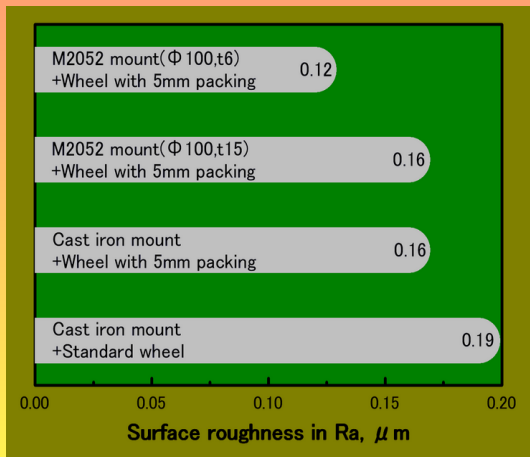 M2052 mount(Φ100,t6)
+Wheel with 5mm packing
0.12
M2052 mount(Φ100,t15)
+Wheel with 5mm packing
0.16
Cast iron mount
+Wheel with 5mm packing
0.16
Cast iron mount
+Standard wheel
0.19
0.00 0.05 0.10 0.15 0.20
Surface roughness in Ra, μm